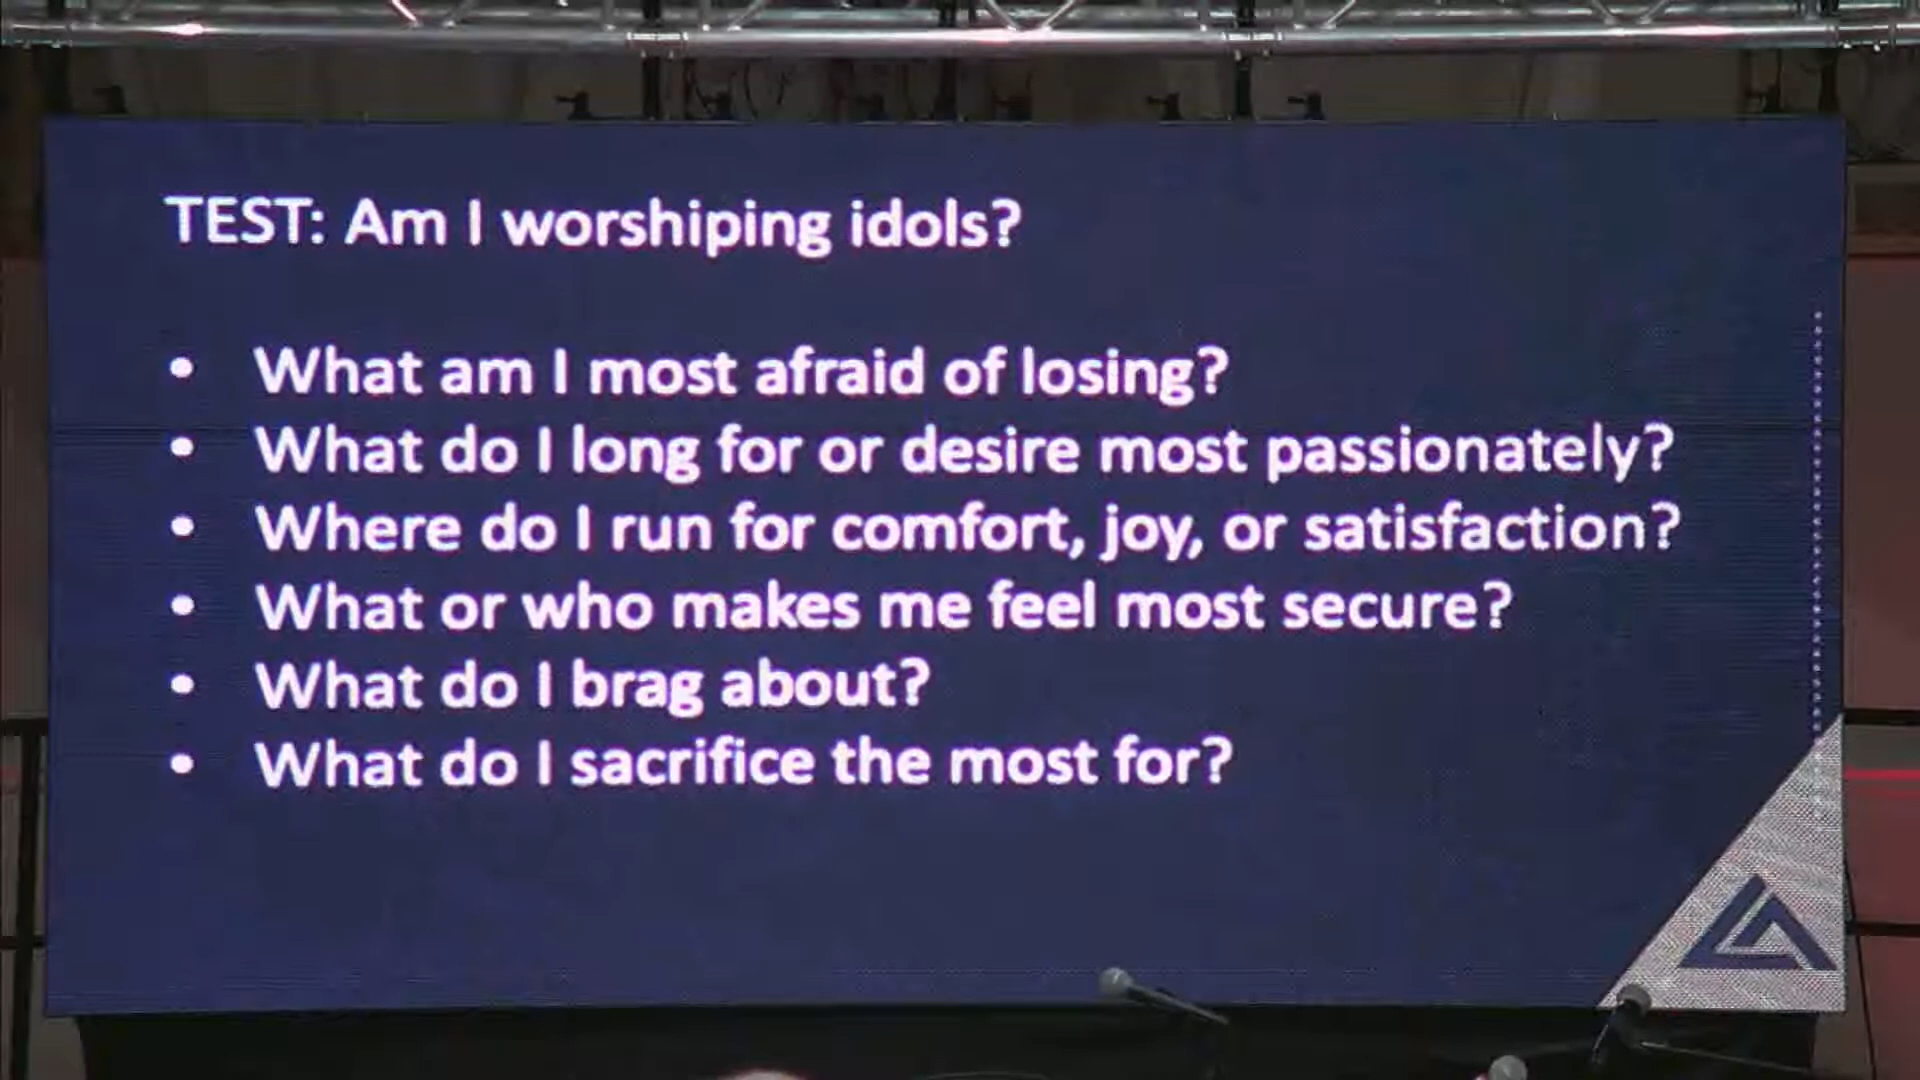 TEST: Am I worshiping idols?
• What am I most afraid of losing?
• What do I long for or desire most passionately?
• Where do I run for comfort, joy, or satisfaction?
• What or who makes me feel most secure?
• What do I brag about?
• What do I sacrifice the most for?